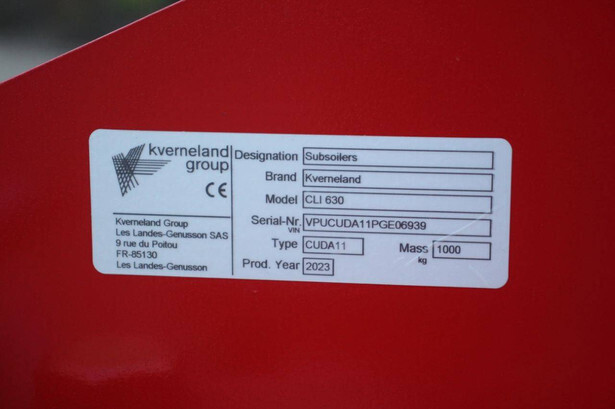 kverneland
group
CE
Kverneland Group
Les Landes-Genusson SAS
9 rue du Poitou
FR-85130
Les Landes-Genusson
Designation Subsoilers
Brand Kverneland
Model CLI 630
Serial-Nr. VPUCUDA11PGE06939
VIN
Type CUDA11 Mass 1000
kg
Prod. Year 2023